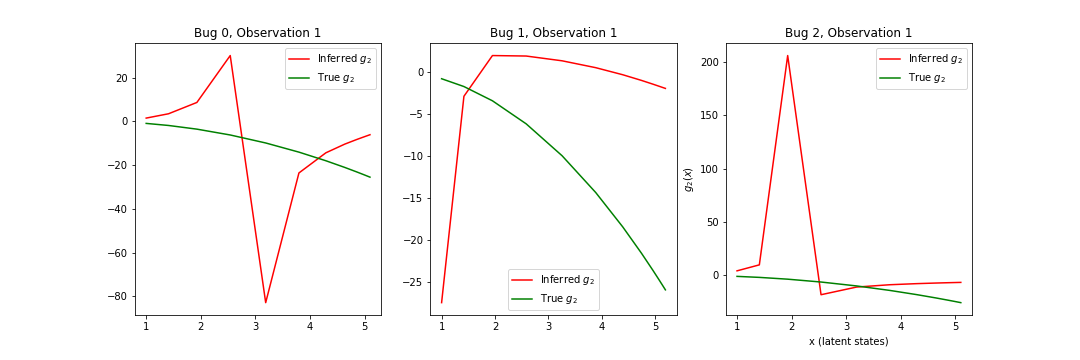 Bug 0, Observation 1
Inferred g₂
True g₂
20
0
−20
−40
−60
−80
1 2 3 4 5
Bug 1, Observation 1
0
−5
−10
−15
−20
−25
Inferred g₂
True g₂
1 2 3 4 5
Bug 2, Observation 1
Inferred g₂
True g₂
g₂(x)
200
150
100
50
0
1 2 3 4 5
x (latent states)